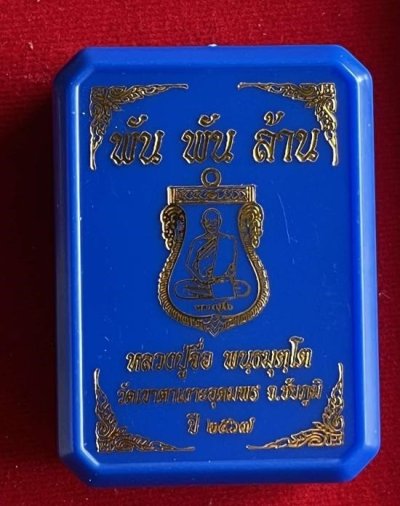 พัน พัน ล้าน
หลวงปู่จื่อ พนฺธมุตฺโต
วัดเขาตาเงาะอุดมพร จ.ชัยภูมิ
ปี ๒๕๖๗